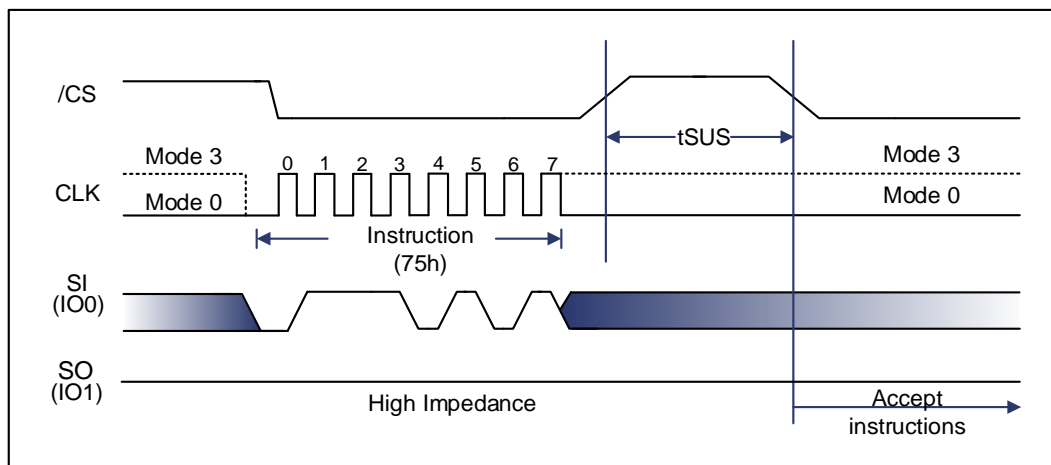 /CS
tSUS
Mode 3
0 1 2 3 4 5 6 7
Mode 3
CLK
Mode 0
Mode 0
Instruction
(75h)
SI
(IO0)
SO
(IO1)
High Impedance
Accept
instructions